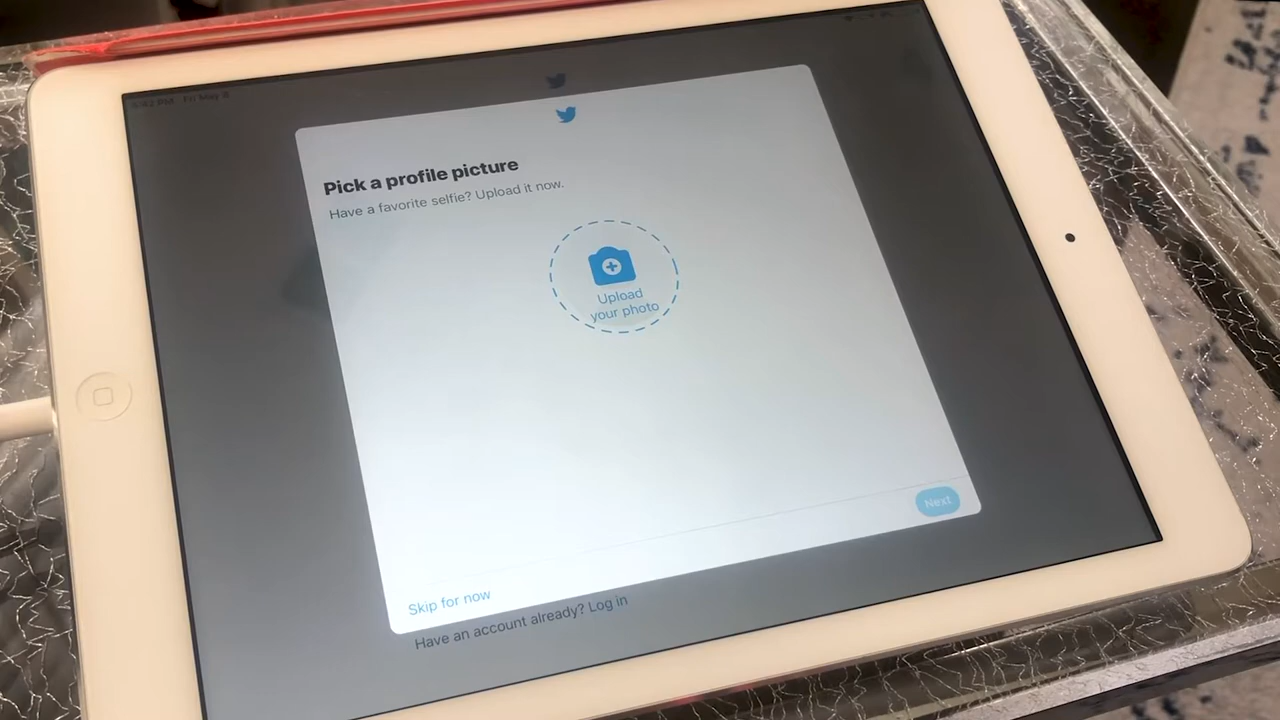 Pick a profile picture
Have a favorite selfie? Upload it now.
Upload
your photo
Next
Skip for now
Have an account already? Log in